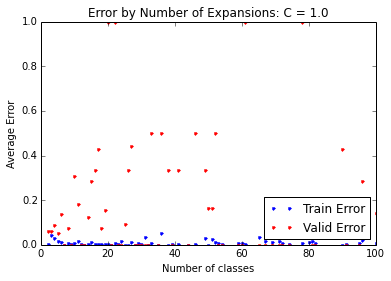 Error by Number of Expansions: C = 1.0
1.0
0.8
0.6
0.4
0.2
0.0
Average Error
Train Error
Valid Error
0 20 40 60 80 100
Number of classes